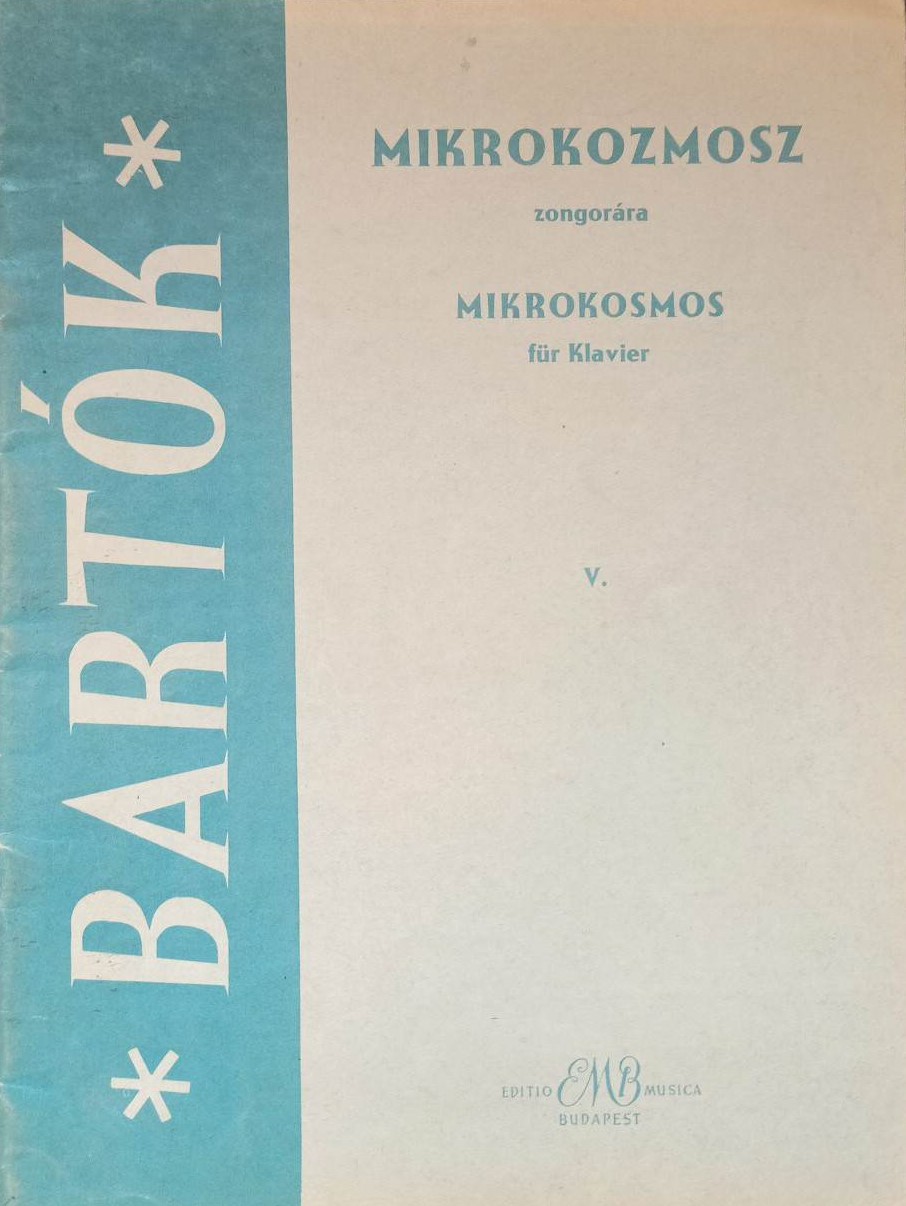 * BARTÓK *
MIKROKOZMOSZ
zongorára
MIKROKOSMOS
für Klavier
V.
EDITIO EMB MUSICA
BUDAPEST